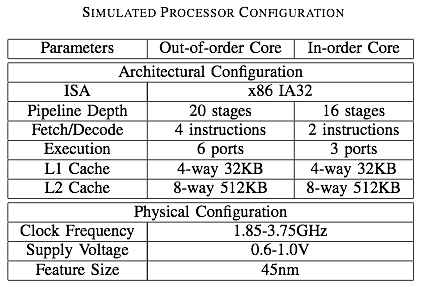 SIMULATED PROCESSOR CONFIGURATION
Parameters Out-of-order Core In-order Core
Architectural Configuration
ISA x86 IA32
Pipeline Depth 20 stages 16 stages
Fetch/Decode 4 instructions 2 instructions
Execution 6 ports 3 ports
L1 Cache 4-way 32KB 4-way 32KB
L2 Cache 8-way 512KB 8-way 512KB
Physical Configuration
Clock Frequency 1.85-3.75GHz
Supply Voltage 0.6-1.0V
Feature Size 45nm